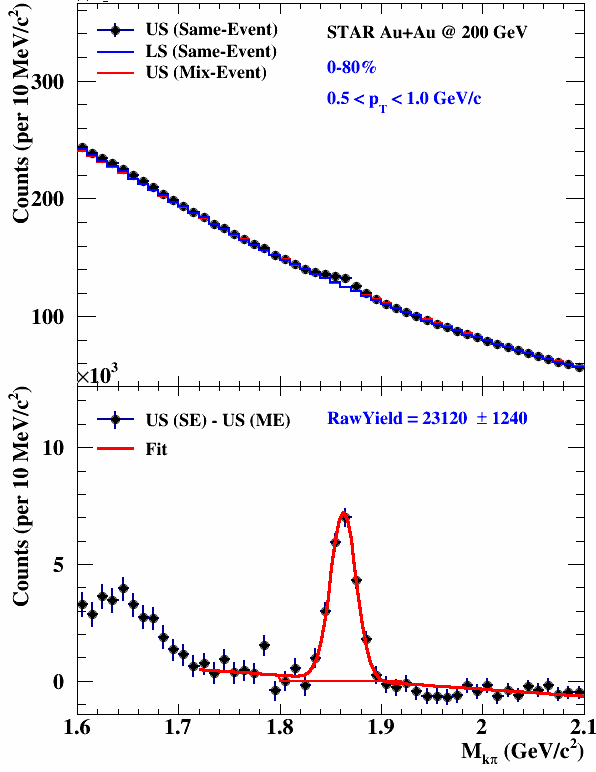 US (Same-Event)
LS (Same-Event)
US (Mix-Event)
STAR Au+Au @ 200 GeV
0-80%
0.5 < p_T < 1.0 GeV/c
Counts (per 10 MeV/c²)
300
200
100
×10³
US (SE) - US (ME)
Fit
RawYield = 23120 ± 1240
Counts (per 10 MeV/c²)
10
5
0
1.6 1.7 1.8 1.9 2 2.1
M_kπ (GeV/c²)